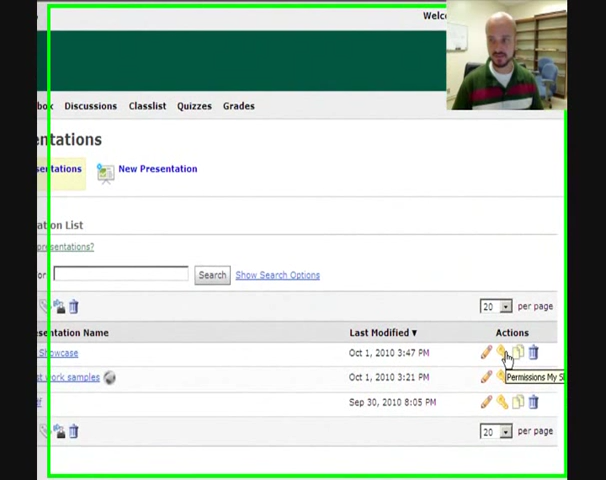 Welc
box Discussions Classlist Quizzes Grades
entations
sentations New Presentation
ation List
presentations?
or: Search Show Search Options
20 per page
esentation Name Last Modified ▼ Actions
Showcase Oct 1, 2010 3:47 PM
t work samples Oct 1, 2010 3:21 PM
Permissions My S
Sep 30, 2010 8:05 PM
20 per page